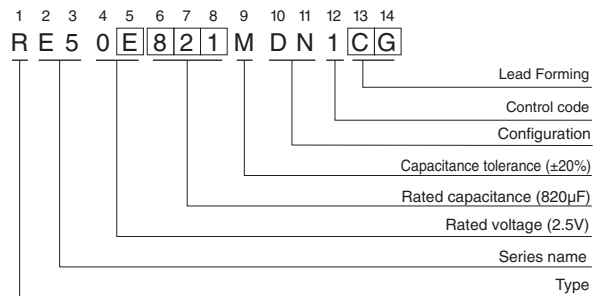 1 2 3 4 5 6 7 8 9 10 11 12 13 14
R E 5 0 E 8 2 1 M D N 1 C G
Lead Forming
Control code
Configuration
Capacitance tolerance (±20%)
Rated capacitance (820μF)
Rated voltage (2.5V)
Series name
Type